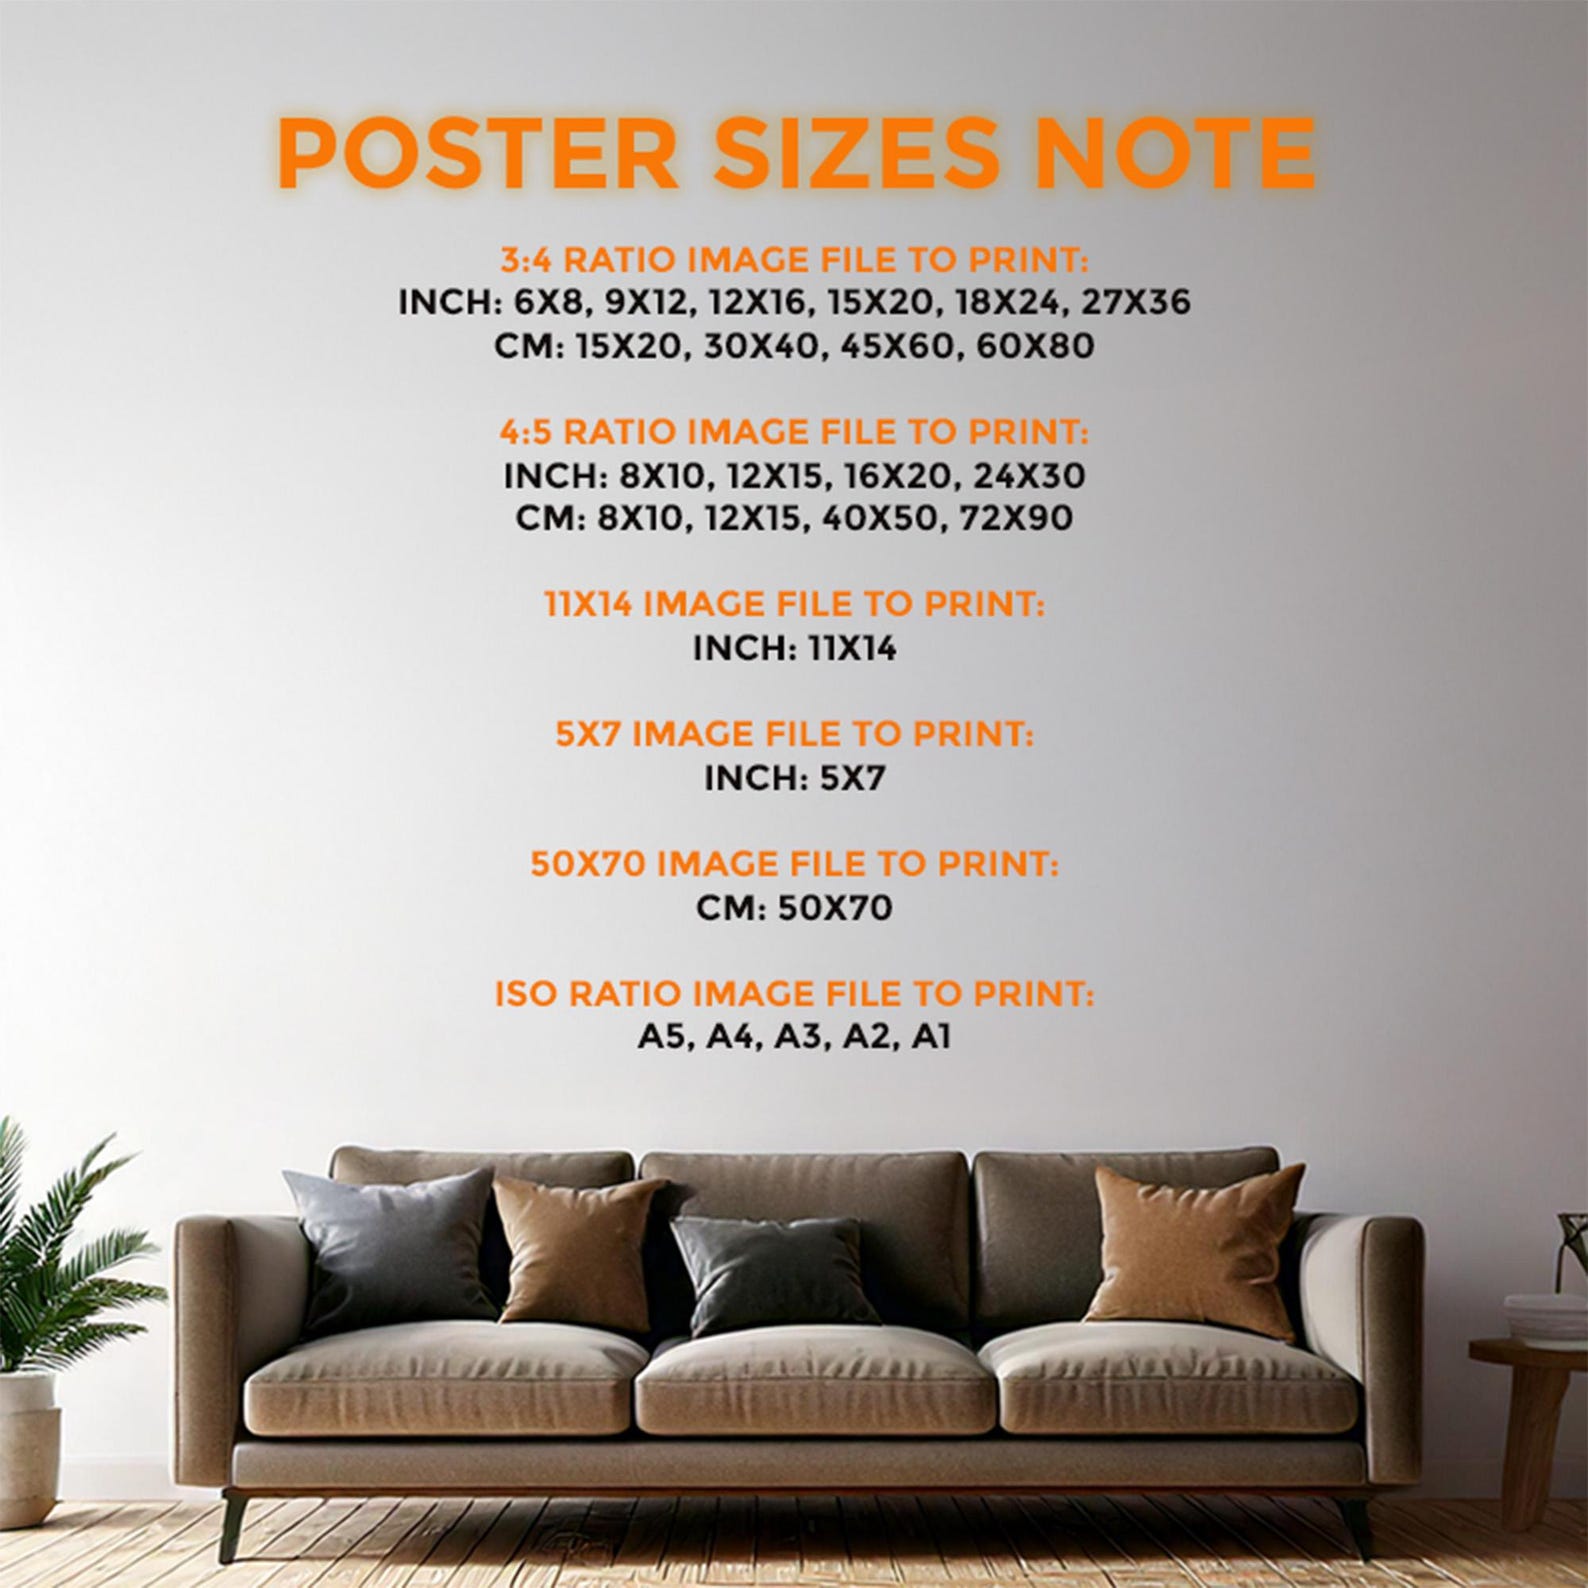 POSTER SIZES NOTE
3:4 RATIO IMAGE FILE TO PRINT:
INCH: 6X8, 9X12, 12X16, 15X20, 18X24, 27X36
CM: 15X20, 30X40, 45X60, 60X80
4:5 RATIO IMAGE FILE TO PRINT:
INCH: 8X10, 12X15, 16X20, 24X30
CM: 8X10, 12X15, 40X50, 72X90
11X14 IMAGE FILE TO PRINT:
INCH: 11X14
5X7 IMAGE FILE TO PRINT:
INCH: 5X7
50X70 IMAGE FILE TO PRINT:
CM: 50X70
ISO RATIO IMAGE FILE TO PRINT:
A5, A4, A3, A2, A1